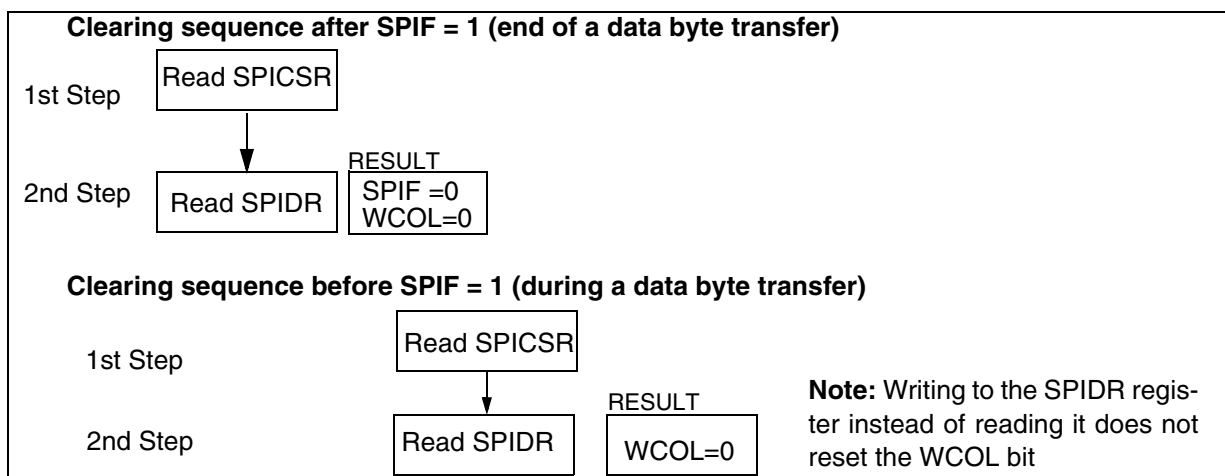 Clearing sequence after SPIF = 1 (end of a data byte transfer)
1st Step
Read SPICSR
2nd Step
Read SPIDR
RESULT
SPIF =0
WCOL=0
Clearing sequence before SPIF = 1 (during a data byte transfer)
1st Step
Read SPICSR
2nd Step
Read SPIDR
RESULT
WCOL=0
Note: Writing to the SPIDR regis-
ter instead of reading it does not
reset the WCOL bit